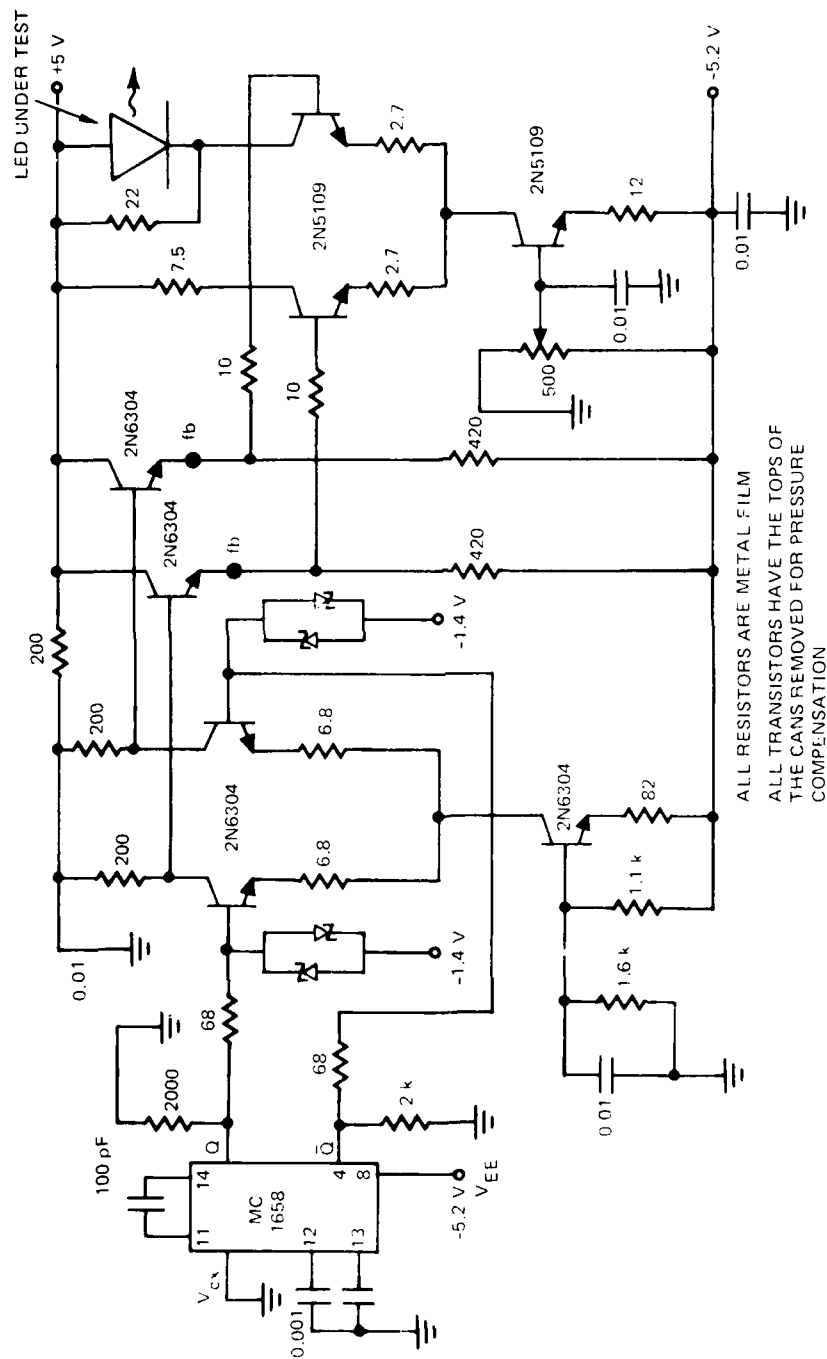 LED UNDER TEST
+5 V
22
7.5
2N5109
2.7
2.7
2N5109
12
-5.2 V
0.01
0.01
500
10
10
2N6304
fb
2N6304
fb
420
420
200
200
200
2N6304
6.8
6.8
-1.4 V
-1.4 V
2N6304
82
1.1 k
1.6 k
0.01
0.01
68
68
2000
2 k
100 pF
Q
Q̅
14
11
MC
1658
12
13
4
8
-5.2 V
VEE
Vcx
0.001
ALL RESISTORS ARE METAL FILM
ALL TRANSISTORS HAVE THE TOPS OF
THE CANS REMOVED FOR PRESSURE
COMPENSATION